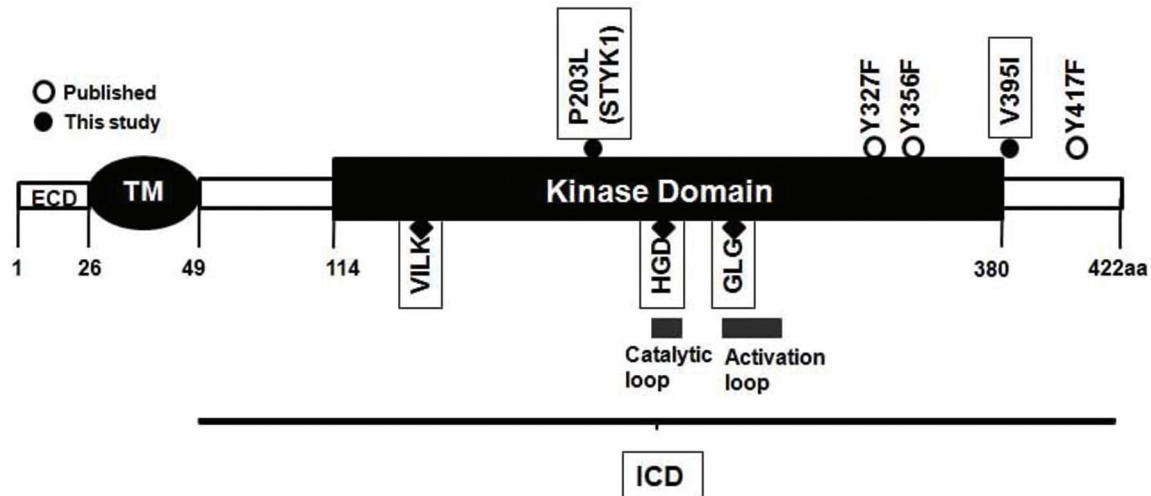 Published
This study
P203L
(STYK1)
Y327F
Y356F
V395I
Y417F
ECD
TM
Kinase Domain
VILK
HGD
GLG
1
26
49
114
380
422aa
Catalytic
loop
Activation
loop
ICD